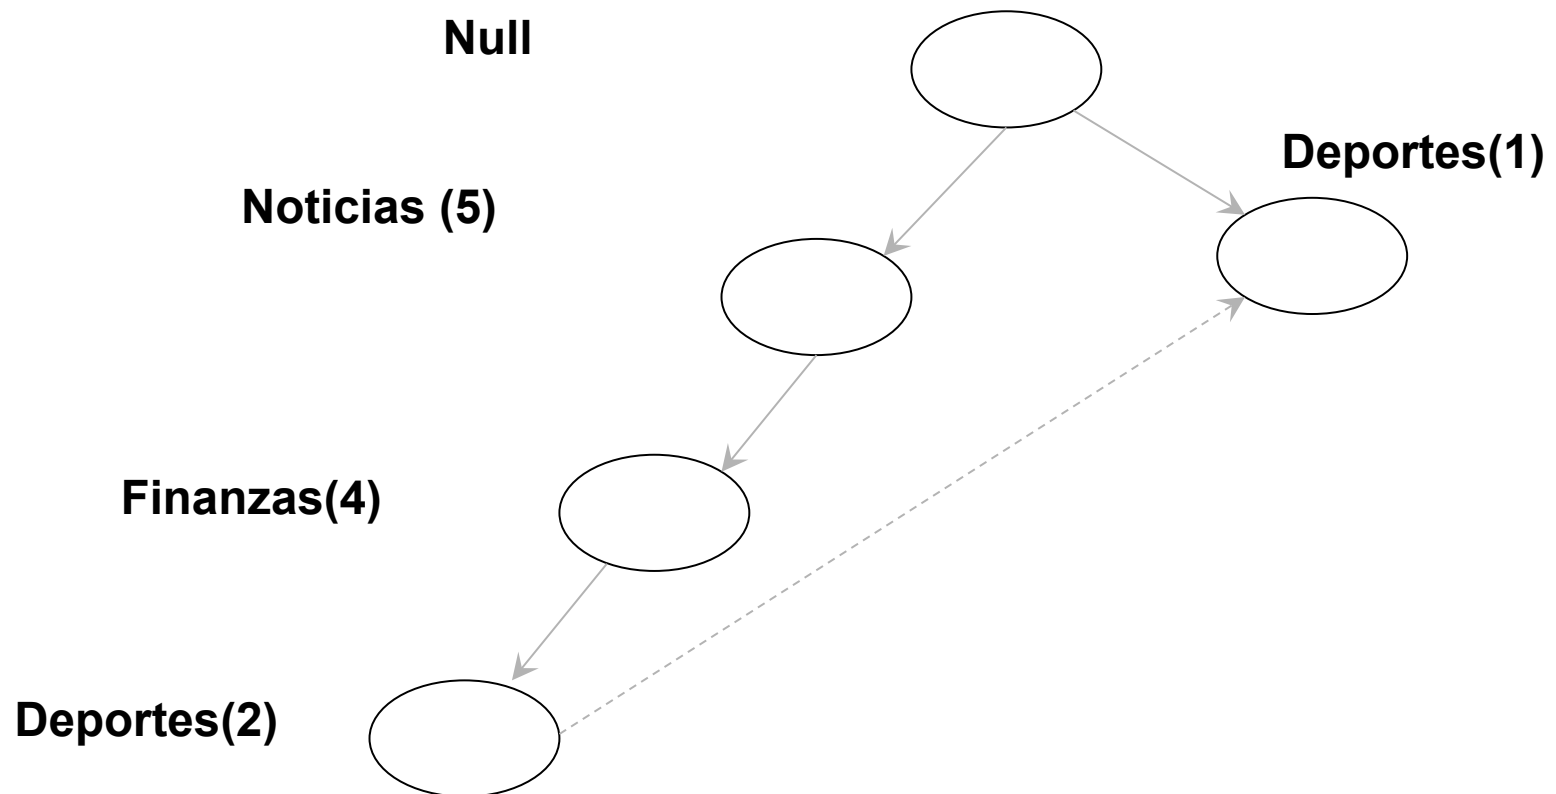 Null
Deportes(1)
Noticias (5)
Finanzas(4)
Deportes(2)